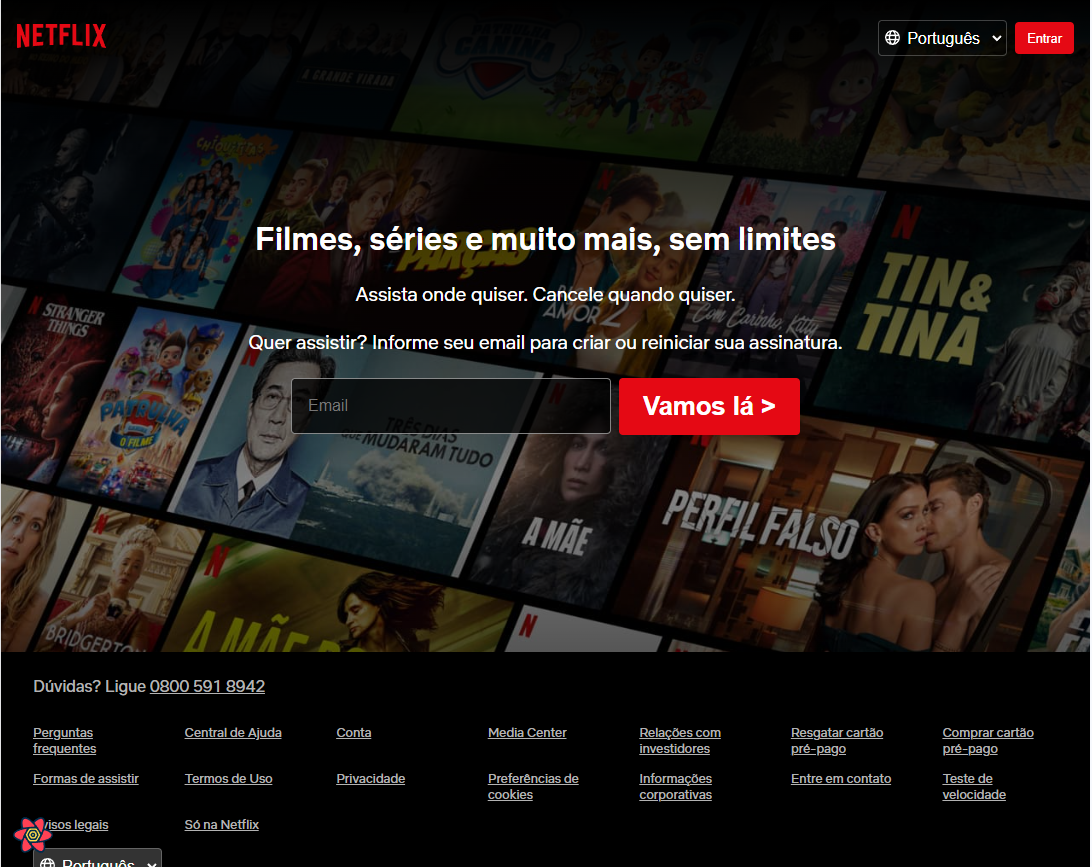 NETFLIX
Português
Entrar
A GRANDE VIRADA
CHIQUITITAS
Filmes, séries e muito mais, sem limites
PARÇAS
Assista onde quiser. Cancele quando quiser.
AMOR 2
Com Carinho, Kitty
TIN&
TINA
STRANGER
THINGS
Quer assistir? Informe seu email para criar ou reiniciar sua assinatura.
Email
Vamos lá >
PATRULHA
O FILME
TRÊS DIAS
QUE MUDARAM TUDO
A MÃE
PERFIL FALSO
BRIDGERTON
A MÃE DO
Dúvidas? Ligue 0800 591 8942
Perguntas frequentes
Central de Ajuda
Conta
Media Center
Relações com investidores
Resgatar cartão pré-pago
Comprar cartão pré-pago
Formas de assistir
Termos de Uso
Privacidade
Preferências de cookies
Informações corporativas
Entre em contato
Teste de velocidade
visos legais
Só na Netflix
Português